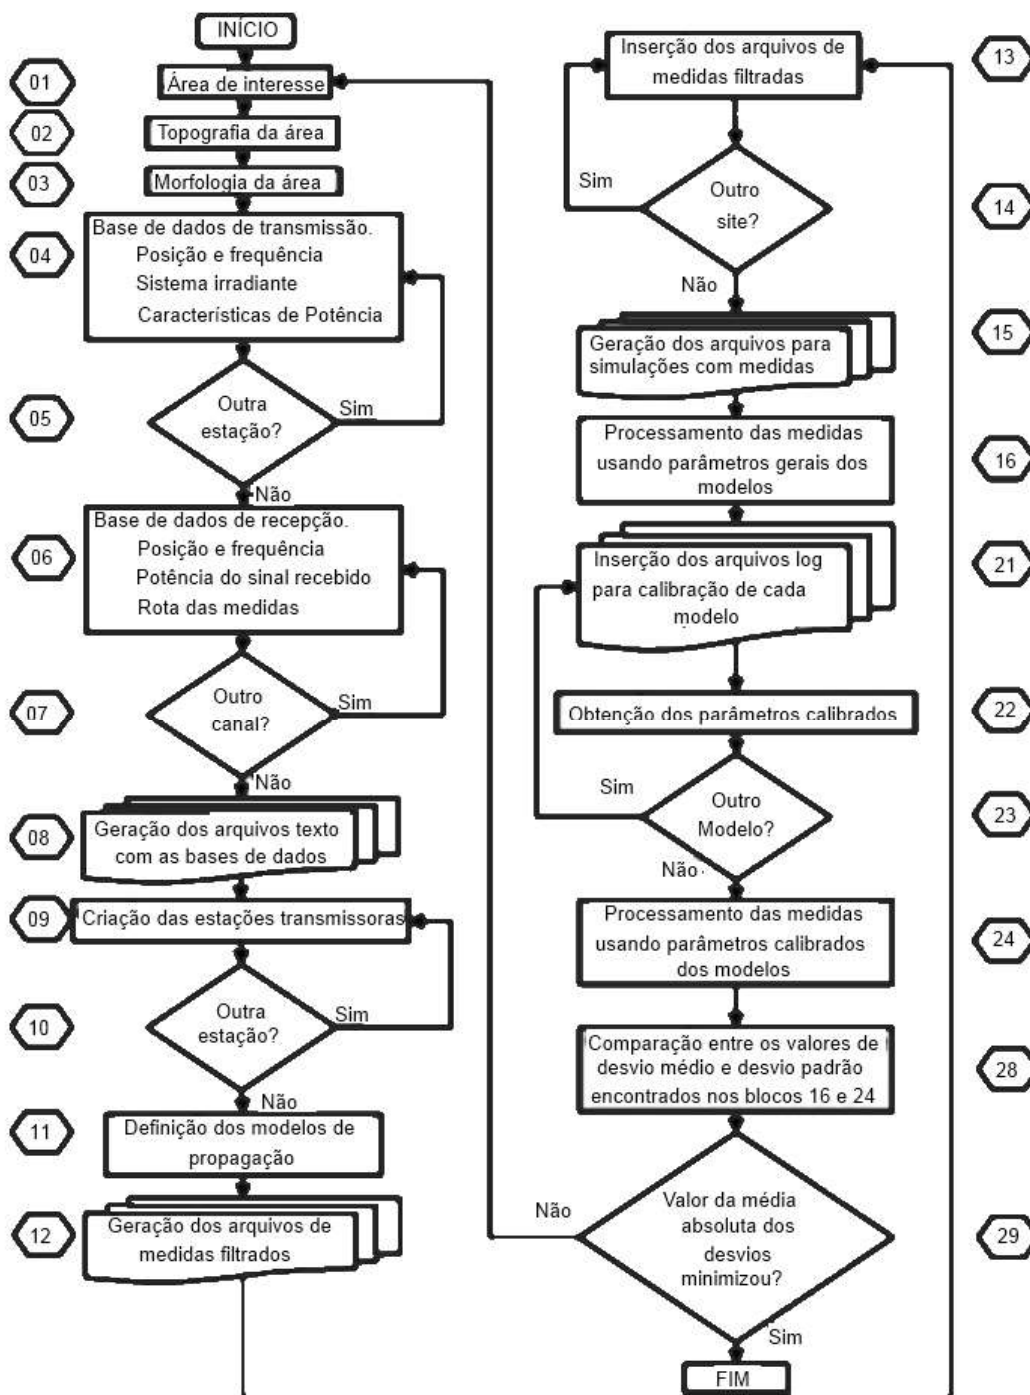 INÍCIO
01
Área de interesse
02
Topografia da área
03
Morfologia da área
04
Base de dados de transmissão.
Posição e frequência
Sistema irradiante
Características de Potência
05
Outra
estação?
Sim
Não
06
Base de dados de recepção.
Posição e frequência
Potência do sinal recebido
Rota das medidas
07
Outro
canal?
Sim
Não
08
Geração dos arquivos texto
com as bases de dados
09
Criação das estações transmissoras
10
Outra
estação?
Sim
Não
11
Definição dos modelos de
propagação
12
Geração dos arquivos de
medidas filtrados
Inserção dos arquivos de
medidas filtradas
13
Sim
Outro
site?
14
Não
Geração dos arquivos para
simulações com medidas
15
Processamento das medidas
usando parâmetros gerais dos
modelos
16
Inserção dos arquivos log
para calibração de cada
modelo
21
Obtenção dos parâmetros calibrados
22
Sim
Outro
Modelo?
23
Não
Processamento das medidas
usando parâmetros calibrados
dos modelos
24
Comparação entre os valores de
desvio médio e desvio padrão
encontrados nos blocos 16 e 24
28
Não
Valor da média
absoluta dos
desvios
minimizou?
29
Sim
FIM